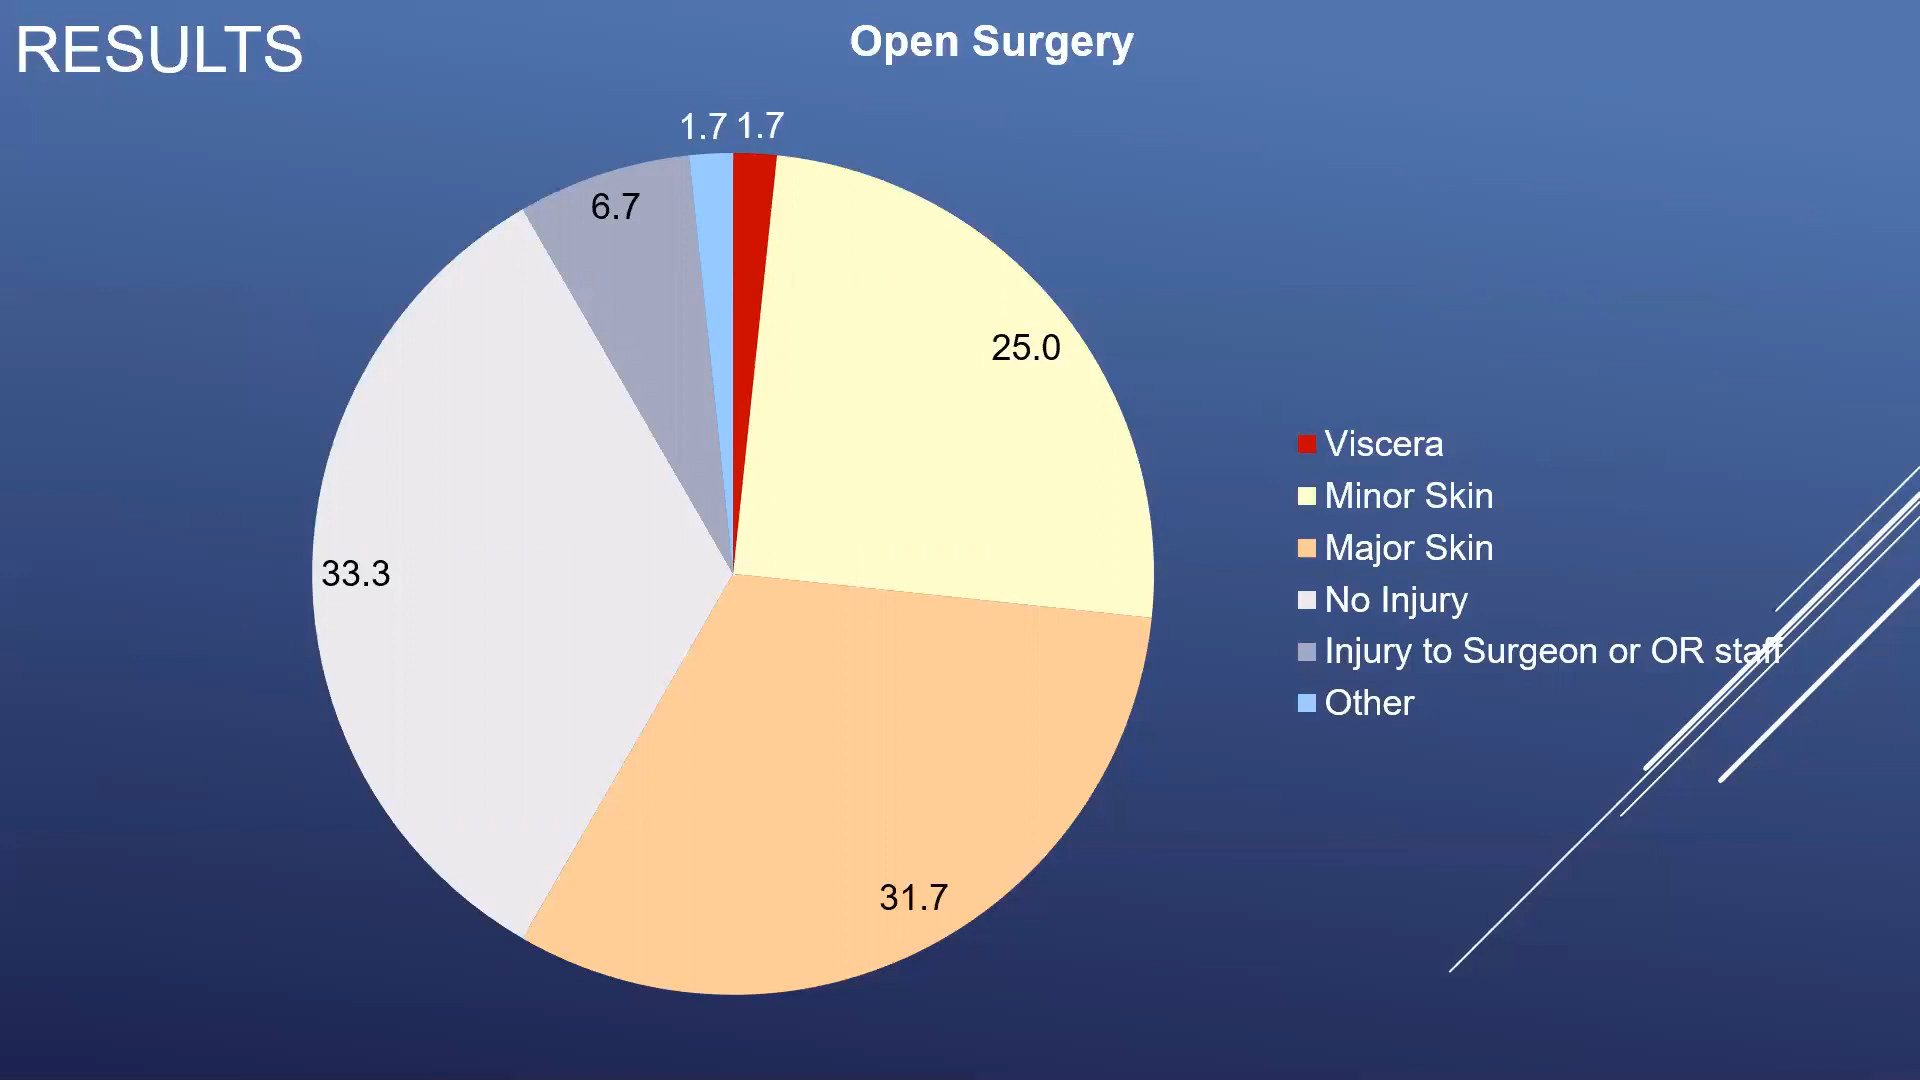 RESULTS
Open Surgery
1.7 1.7
6.7
25.0
33.3
31.7
Viscera
Minor Skin
Major Skin
No Injury
Injury to Surgeon or OR staff
Other